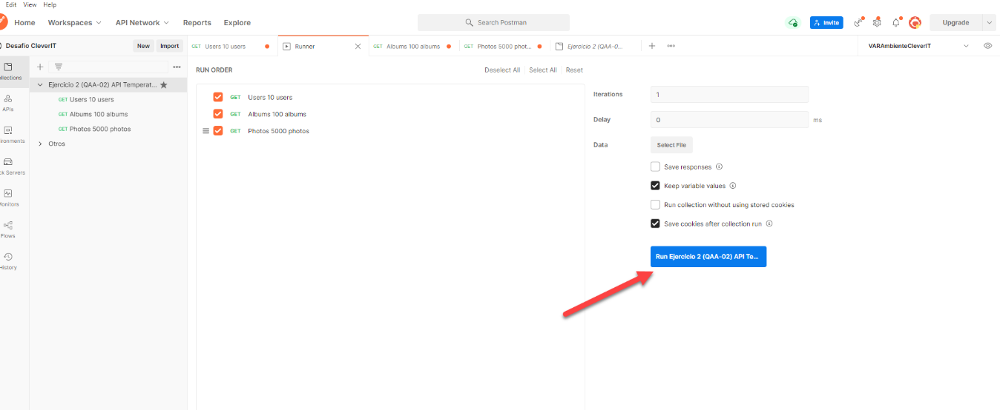 Edit View Help
Home Workspaces API Network Reports Explore Search Postman Invite Upgrade
Desafío CleverIT New Import GET Users 10 users Runner GET Albums 100 albums GET Photos 5000 phot... Ejercicio 2 (QAA-0... VARAmbienteCleverIT
llections
APIs
ironments
ck Servers
Monitors
Flows
History
Ejercicio 2 (QAA-02) API Temperat...
GET Users 10 users
GET Albums 100 albums
GET Photos 5000 photos
Otros
RUN ORDER Deselect All Select All Reset
GET Users 10 users
GET Albums 100 albums
GET Photos 5000 photos
Iterations 1
Delay 0 ms
Data Select File
Save responses
Keep variable values
Run collection without using stored cookies
Save cookies after collection run
Run Ejercicio 2 (QAA-02) API Te...